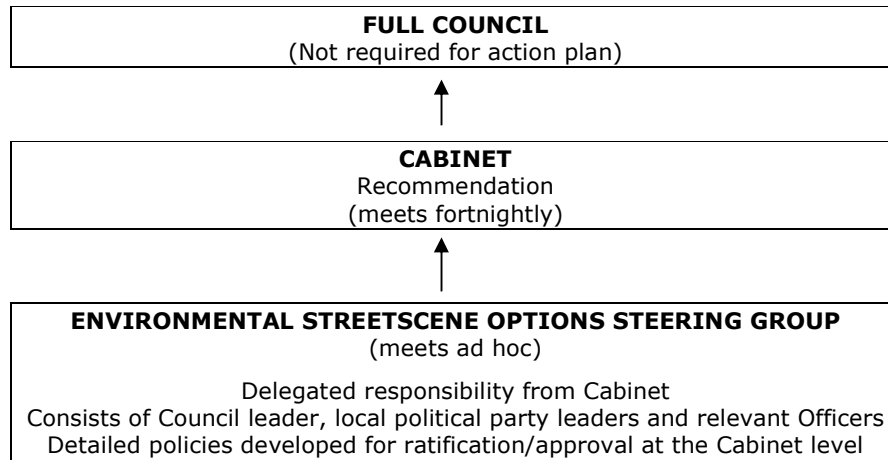 FULL COUNCIL
(Not required for action plan)
CABINET
Recommendation
(meets fortnightly)
ENVIRONMENTAL STREETSCENE OPTIONS STEERING GROUP
(meets ad hoc)
Delegated responsibility from Cabinet
Consists of Council leader, local political party leaders and relevant Officers
Detailed policies developed for ratification/approval at the Cabinet level